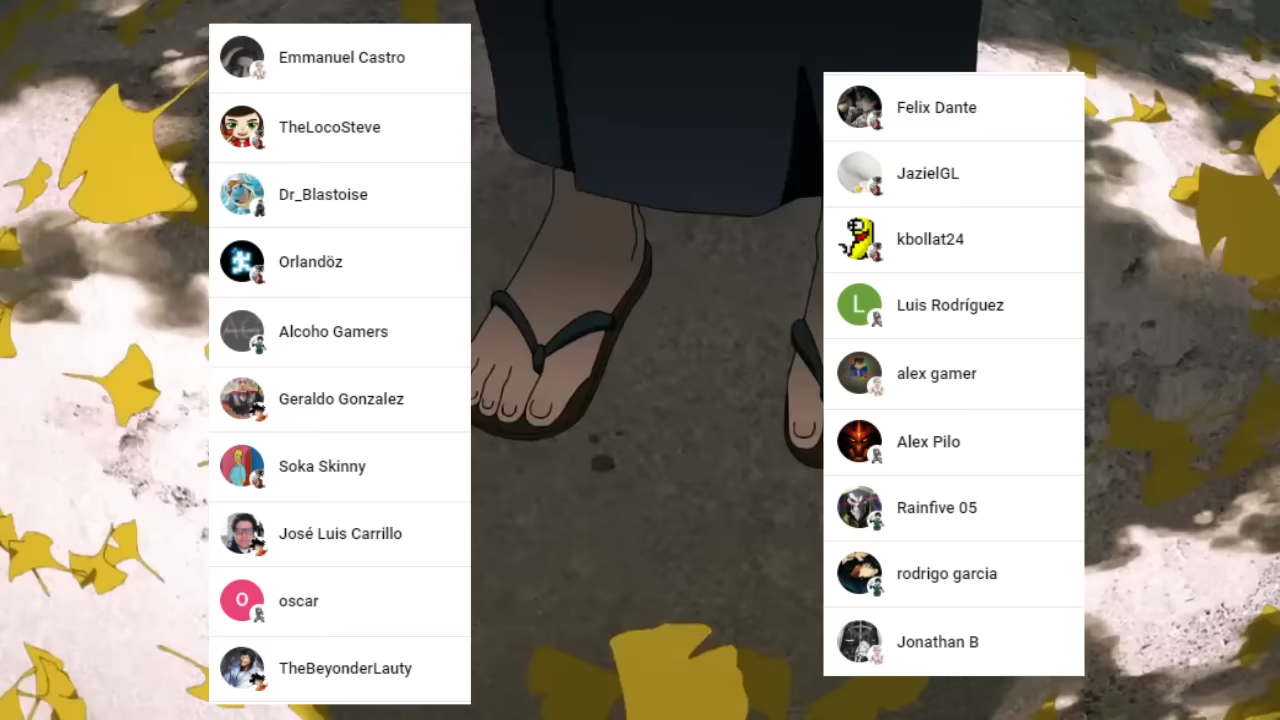 Emmanuel Castro
TheLocoSteve
Dr_Blastoise
Orlandöz
Alcoho Gamers
Geraldo Gonzalez
Soka Skinny
José Luis Carrillo
O
oscar
TheBeyonderLauty
Felix Dante
JazielGL
kbollat24
L
Luis Rodríguez
alex gamer
Alex Pilo
Rainfive 05
rodrigo garcia
Jonathan B